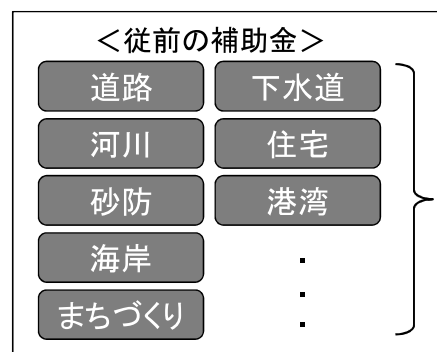 ＜従前の補助金＞
道路 下水道
河川 住宅
砂防 港湾
海岸 ・
まちづくり ・
・